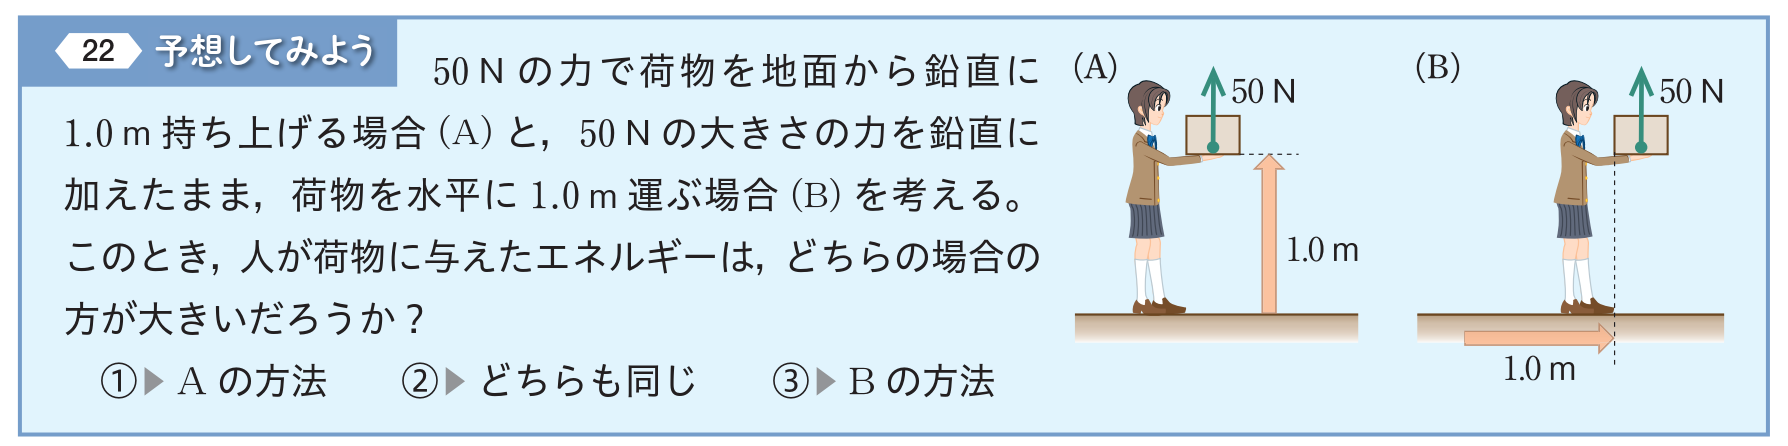 22 予想してみよう
50 N の力で荷物を地面から鉛直に
1.0 m 持ち上げる場合(A)と，50 N の大きさの力を鉛直に
加えたまま，荷物を水平に 1.0 m 運ぶ場合(B)を考える。
このとき，人が荷物に与えたエネルギーは，どちらの場合の
方が大きいだろうか？
①▶ A の方法 ②▶ どちらも同じ ③▶ B の方法
(A)
50 N
1.0 m
(B)
50 N
1.0 m